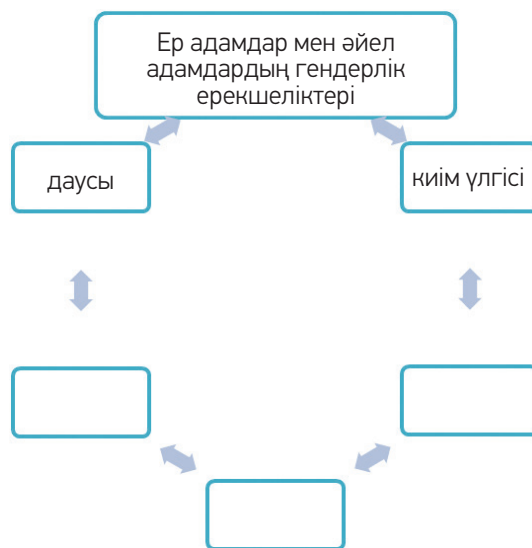 Ер адамдар мен әйел
адамдардың гендерлік
ерекшеліктері
даусы
киім үлгісі